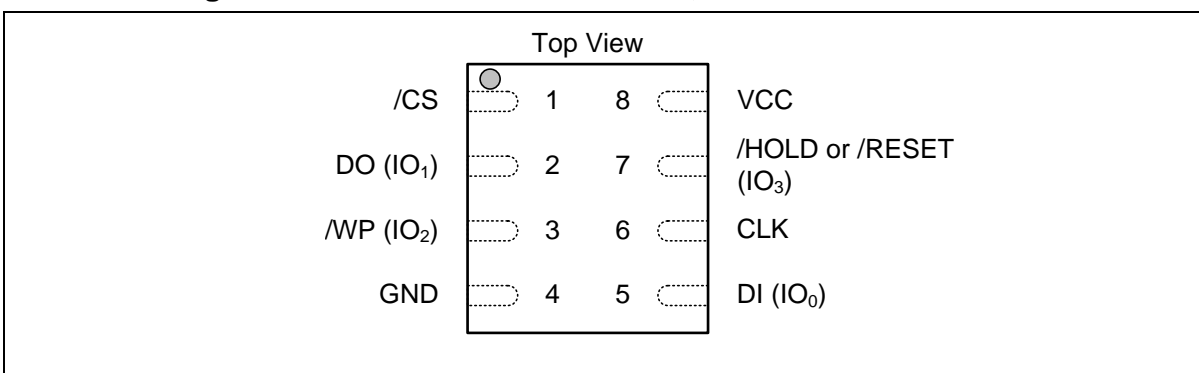 Top View
/CS 1 8 VCC
DO (IO₁) 2 7 /HOLD or /RESET
(IO₃)
/WP (IO₂) 3 6 CLK
GND 4 5 DI (IO₀)